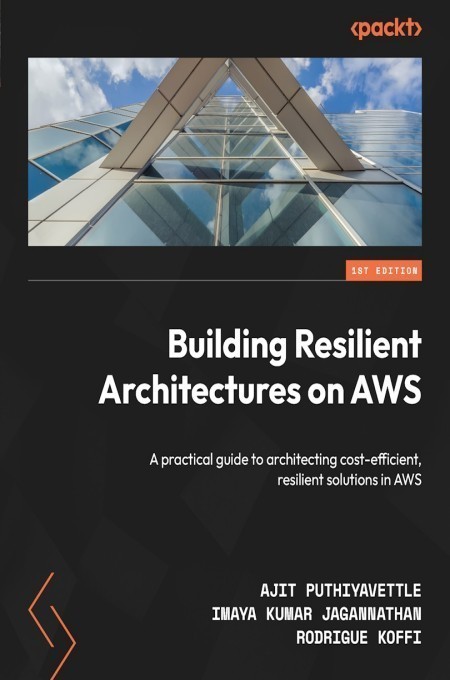 <packt>
1ST EDITION
Building Resilient
Architectures on AWS
A practical guide to architecting cost-efficient,
resilient solutions in AWS
AJIT PUTHIYAVETTLE
IMAYA KUMAR JAGANNATHAN
RODRIGUE KOFFI